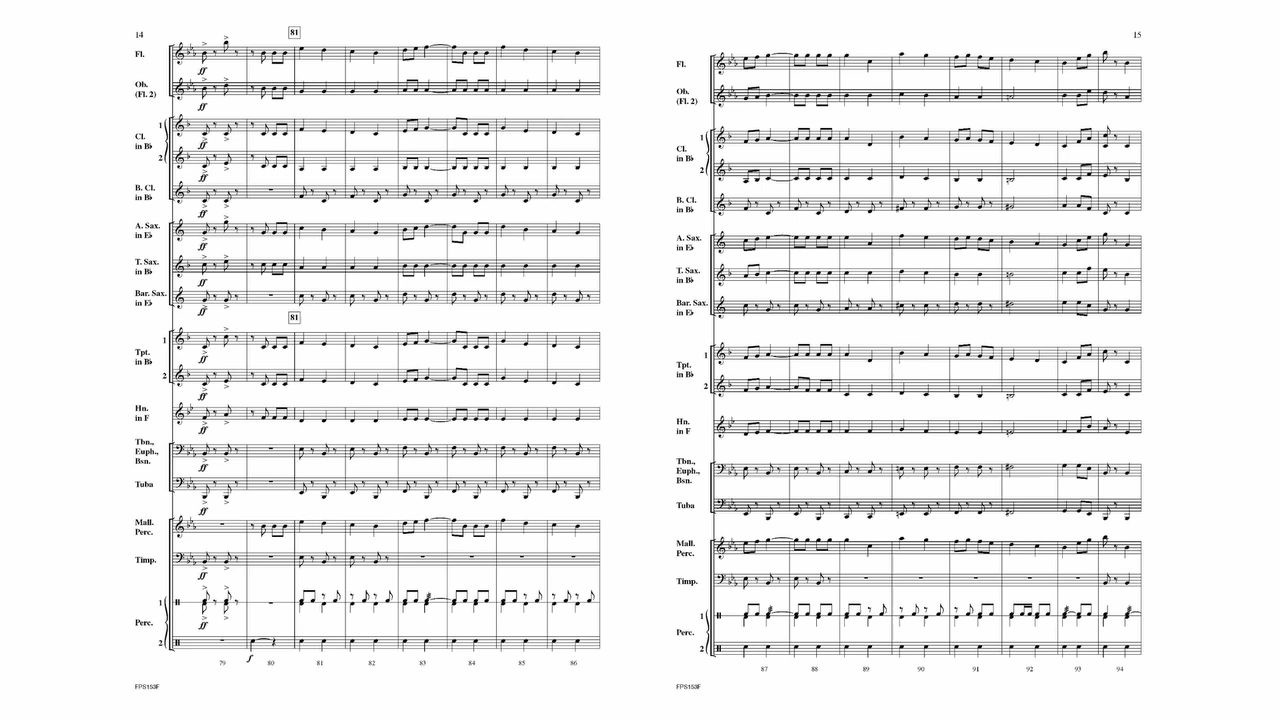 14
81
Fl.
ff
Ob.
(Fl. 2)
ff
Cl.
in B♭
1
ff
2
ff
B. Cl.
in B♭
ff
A. Sax.
in E♭
ff
T. Sax.
in B♭
ff
Bar. Sax.
in E♭
ff
81
Tpt.
in B♭
1
ff
2
ff
Hn.
in F
ff
Tbn.,
Euph.,
Bsn.
ff
Tuba
ff
Mall.
Perc.
Timp.
ff
Perc.
1
ff
2
f
79 80 81 82 83 84 85 86
FPS153F
15
Fl.
Ob.
(Fl. 2)
Cl.
in B♭
1
2
B. Cl.
in B♭
A. Sax.
in E♭
T. Sax.
in B♭
Bar. Sax.
in E♭
Tpt.
in B♭
1
2
Hn.
in F
Tbn.,
Euph.,
Bsn.
Tuba
Mall.
Perc.
Timp.
Perc.
1
2
87 88 89 90 91 92 93 94
FPS153F